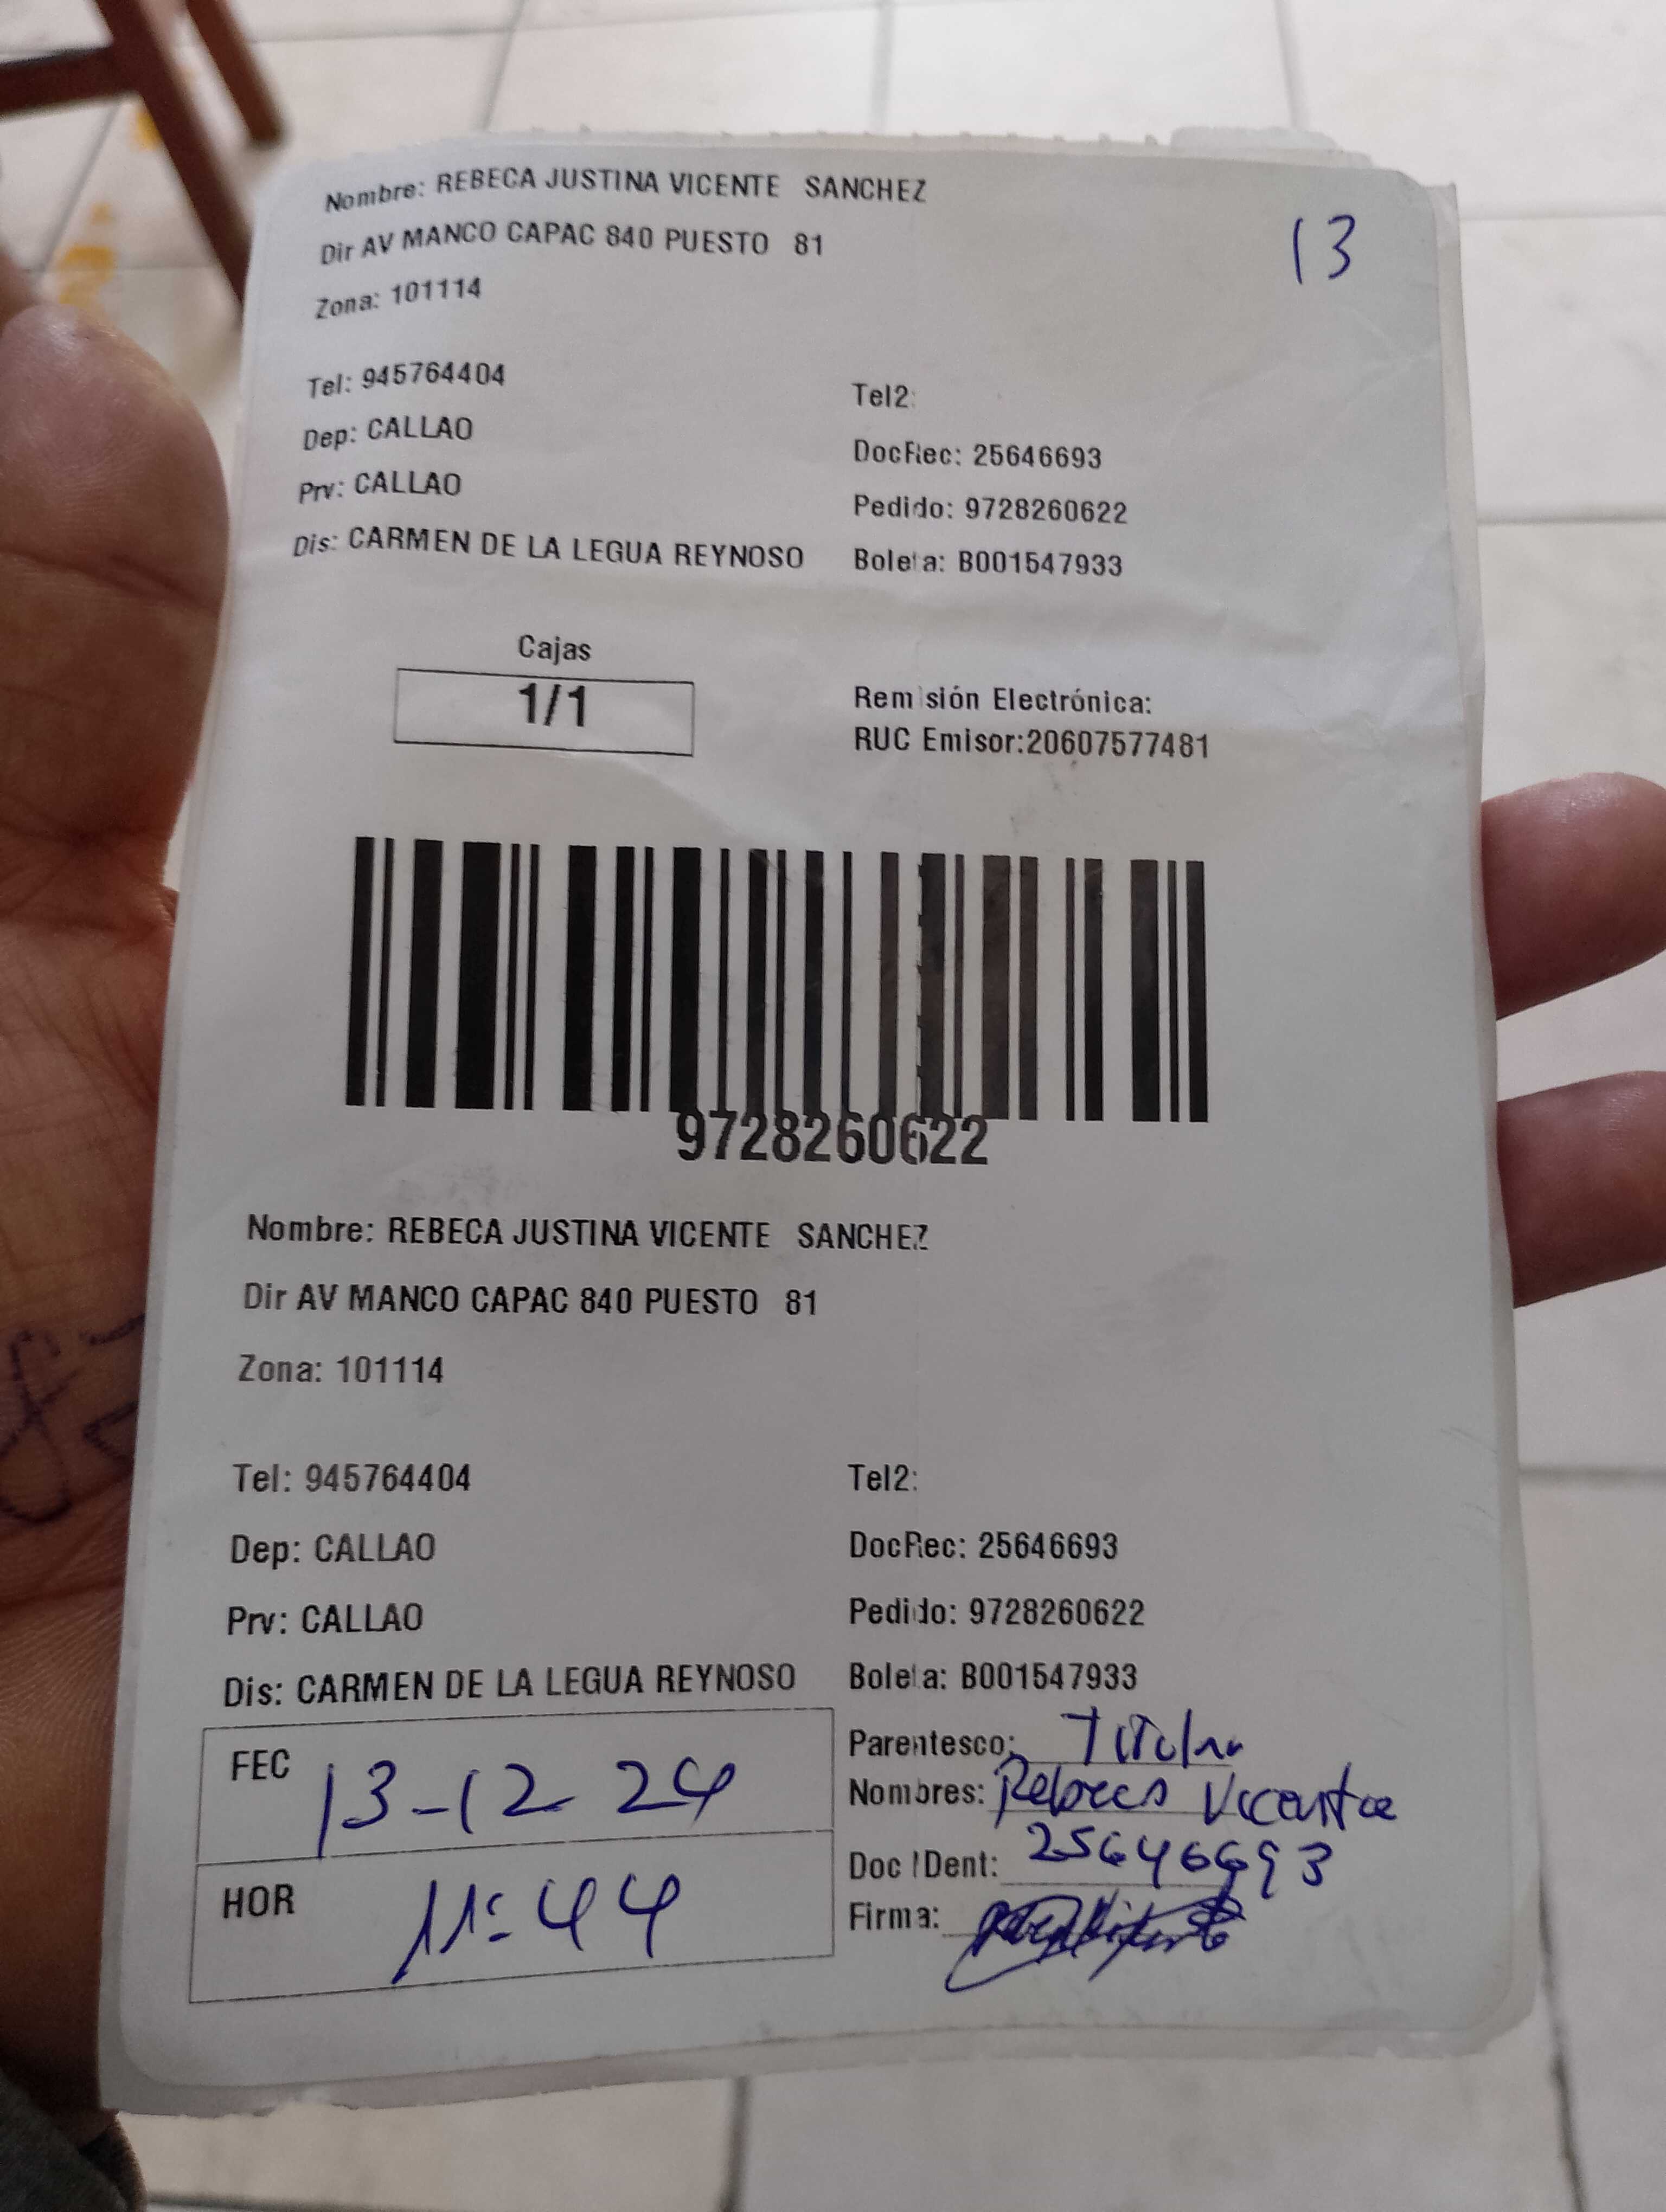 Nombre: REBECA JUSTINA VICENTE SANCHEZ
13
Dir AV MANCO CAPAC 840 PUESTO 81
Zona: 101114
Tel: 945764404
Tel2:
Dep: CALLAO
DocRec: 25646693
Prv: CALLAO
Pedido: 9728260622
Dis: CARMEN DE LA LEGUA REYNOSO
Boleta: B001547933
Cajas
1/1
Remisión Electrónica:
RUC Emisor:20607577481
9728260622
Nombre: REBECA JUSTINA VICENTE SANCHEZ
Dir AV MANCO CAPAC 840 PUESTO 81
Zona: 101114
Tel: 945764404
Tel2:
Dep: CALLAO
DocRec: 25646693
Prv: CALLAO
Pedido: 9728260622
Dis: CARMEN DE LA LEGUA REYNOSO
Boleta: B001547933
FEC 13-12 24
HOR 11:44
Parentesco: Titular
Nombres: Rebeca Vicente
Doc IDent: 25646693
Firma: